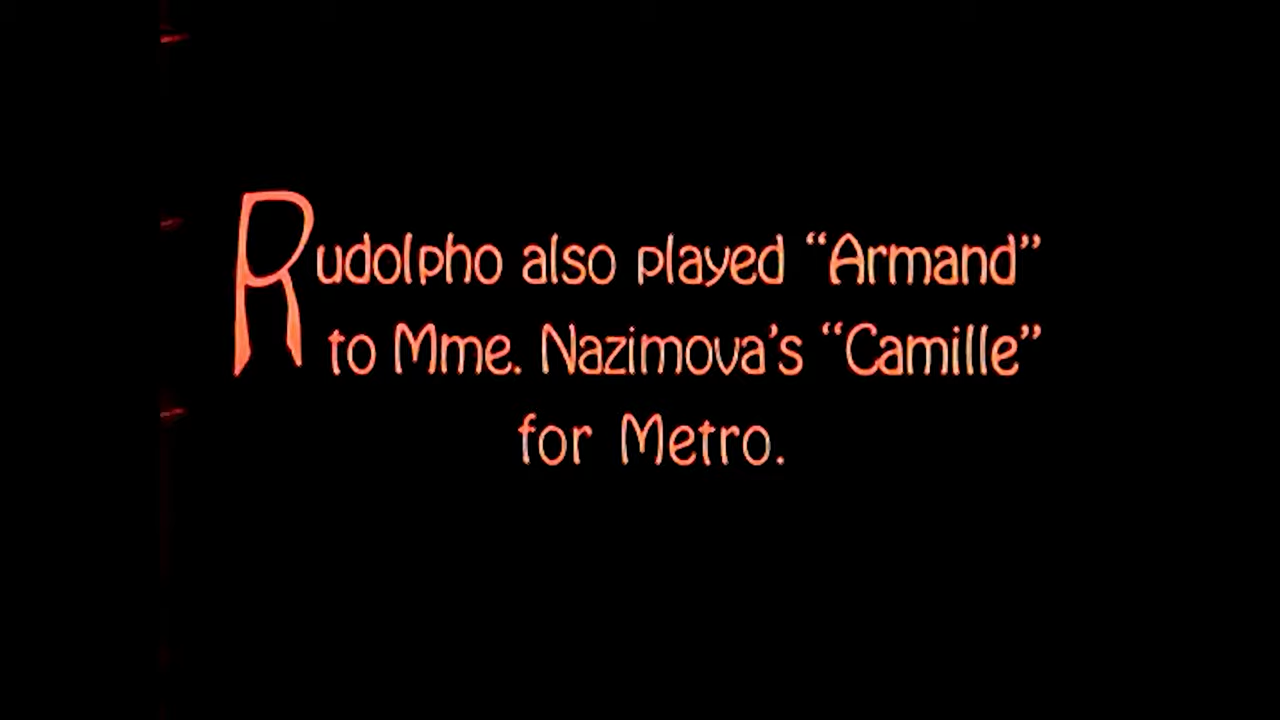 Rudolpho also played “Armand”
to Mme. Nazimova’s “Camille”
for Metro.